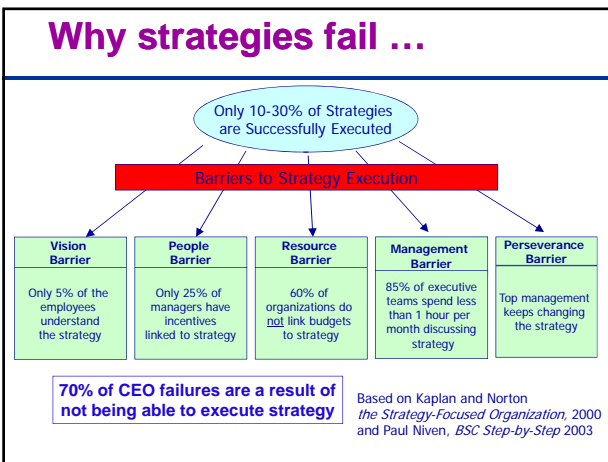 Why strategies fail …
Only 10-30% of Strategies
are Successfully Executed
Barriers to Strategy Execution
Vision
Barrier
Only 5% of the
employees
understand
the strategy
People
Barrier
Only 25% of
managers have
incentives
linked to strategy
Resource
Barrier
60% of
organizations do
not link budgets
to strategy
Management
Barrier
85% of executive
teams spend less
than 1 hour per
month discussing
strategy
Perseverance
Barrier
Top management
keeps changing
the strategy
70% of CEO failures are a result of
not being able to execute strategy
Based on Kaplan and Norton
the Strategy-Focused Organization, 2000
and Paul Niven, BSC Step-by-Step 2003